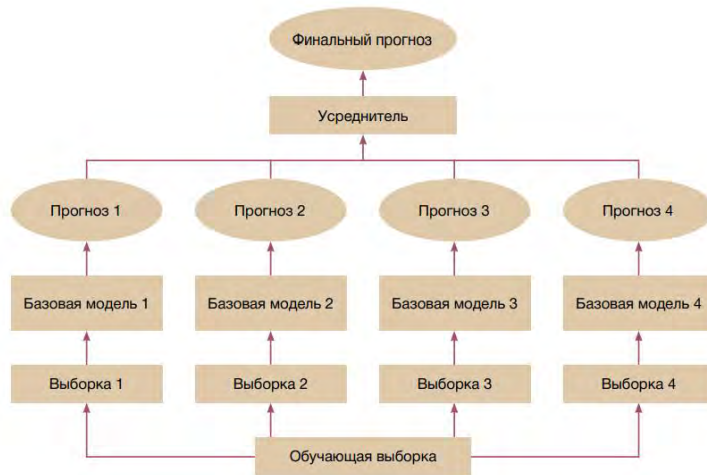 Финальный прогноз
Усреднитель
Прогноз 1
Прогноз 2
Прогноз 3
Прогноз 4
Базовая модель 1
Базовая модель 2
Базовая модель 3
Базовая модель 4
Выборка 1
Выборка 2
Выборка 3
Выборка 4
Обучающая выборка